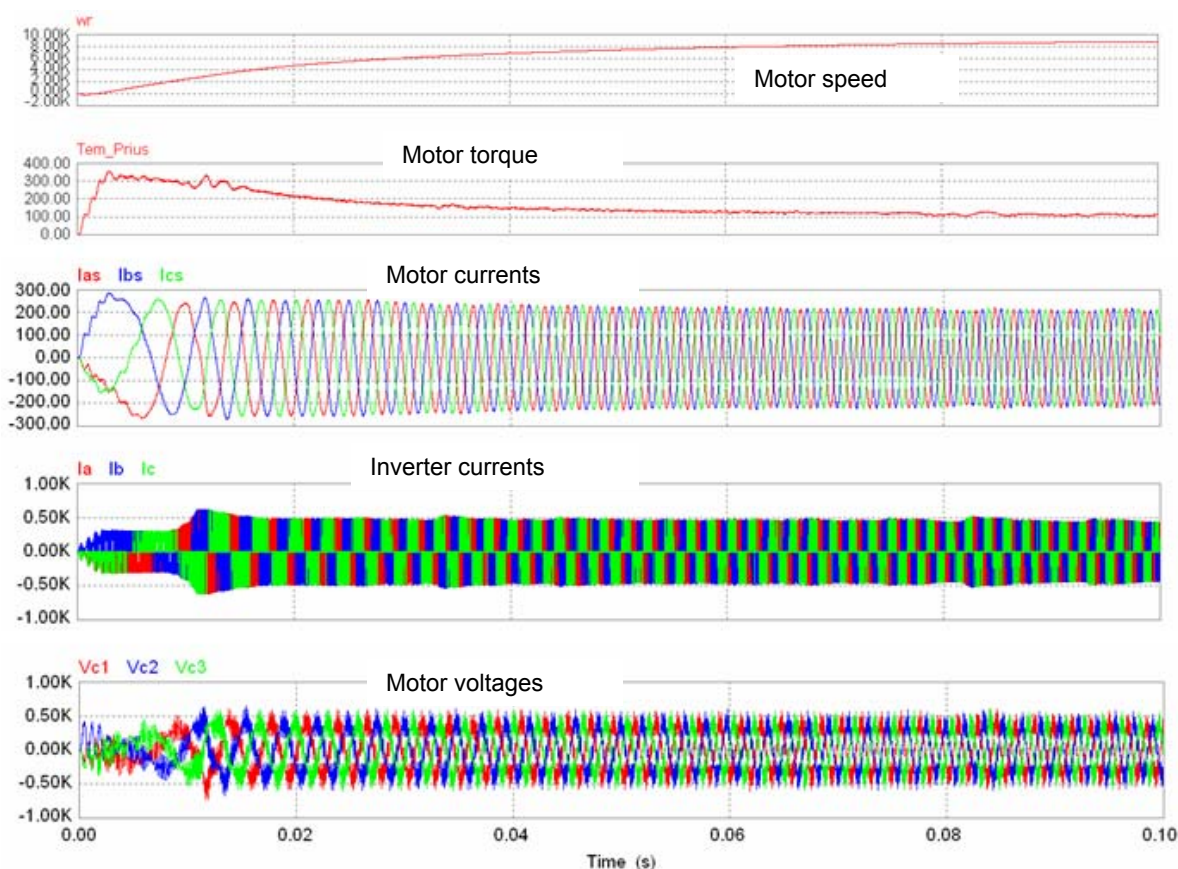 wr
10.00K
8.00K
6.00K
4.00K
2.00K
0.00K
-2.00K
Motor speed
Tem_Prius
Motor torque
400.00
300.00
200.00
100.00
0.00
Ias Ibs Ics
Motor currents
300.00
200.00
100.00
0.00
-100.00
-200.00
-300.00
Ia Ib Ic
Inverter currents
1.00K
0.50K
0.00K
-0.50K
-1.00K
Vc1 Vc2 Vc3
Motor voltages
1.00K
0.50K
0.00K
-0.50K
-1.00K
0.00 0.02 0.04 0.06 0.08 0.10
Time (s)